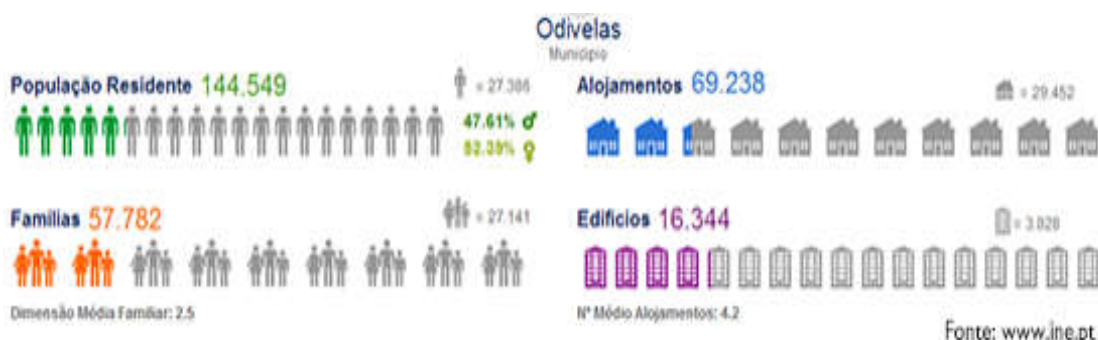 Odivelas
Município
População Residente 144.549
= 27.386
47.61% ♂
52.39% ♀
Alojamentos 69.238
= 29.452
Famílias 57.782
= 27.141
Dimensão Média Familiar: 2.5
Edifícios 16.344
= 3.928
Nº Médio Alojamentos: 4.2
Fonte: www.ine.pt